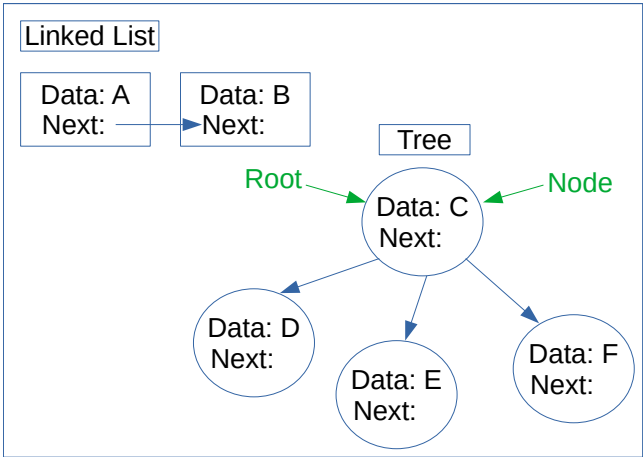 Linked List
Data: A
Next:
Data: B
Next:
Tree
Root
Node
Data: C
Next:
Data: D
Next:
Data: E
Next:
Data: F
Next: